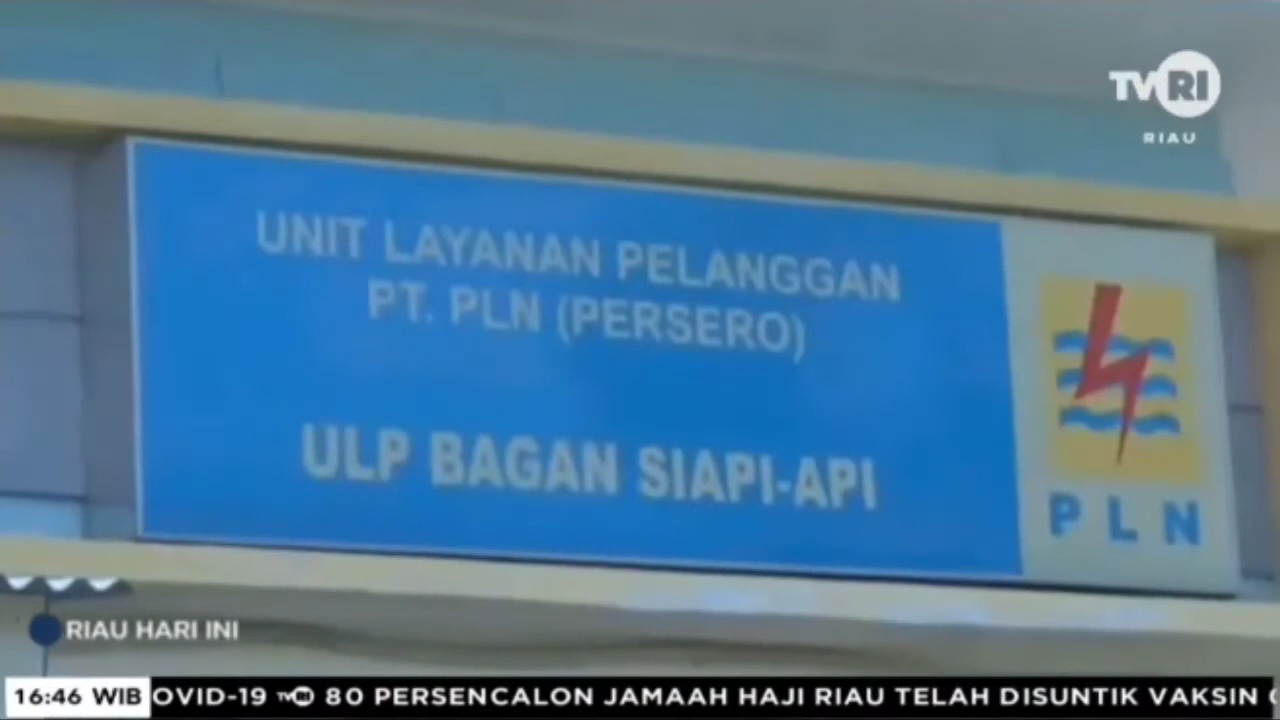 TVRI
RIAU
UNIT LAYANAN PELANGGAN
PT. PLN (PERSERO)
ULP BAGAN SIAPI-API
PLN
RIAU HARI INI
16:46 WIB
OVID-19 TVRI 80 PERSENCALON JAMAAH HAJI RIAU TELAH DISUNTIK VAKSIN